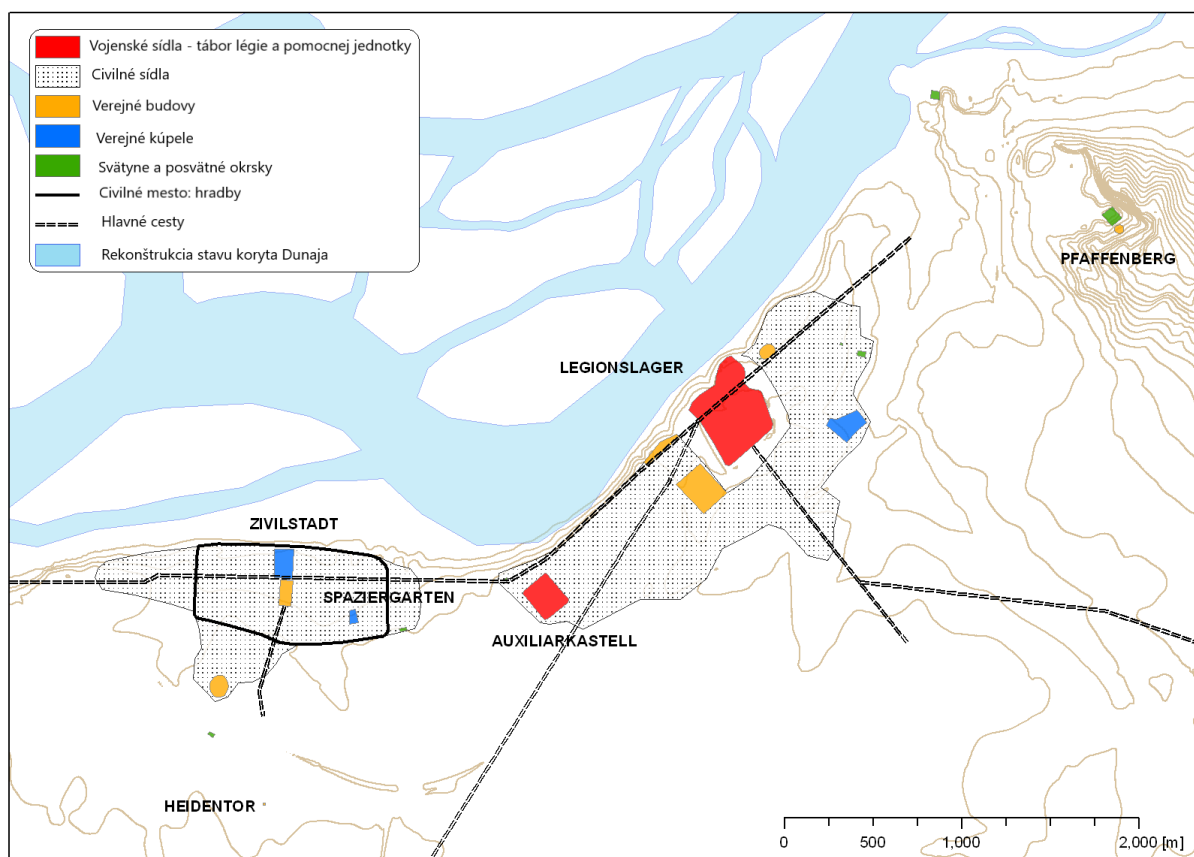 Vojenské sídla - tábor légie a pomocnej jednotky
Civilné sídla
Verejné budovy
Verejné kúpele
Svätyne a posvätné okrsky
Civilné mesto: hradby
Hlavné cesty
Rekonštrukcia stavu koryta Dunaja
PFAFFENBERG
LEGIONSLAGER
ZIVILSTADT
SPAZIERGARTEN
AUXILIARKASTELL
HEIDENTOR
0 500 1,000 2,000 [m]